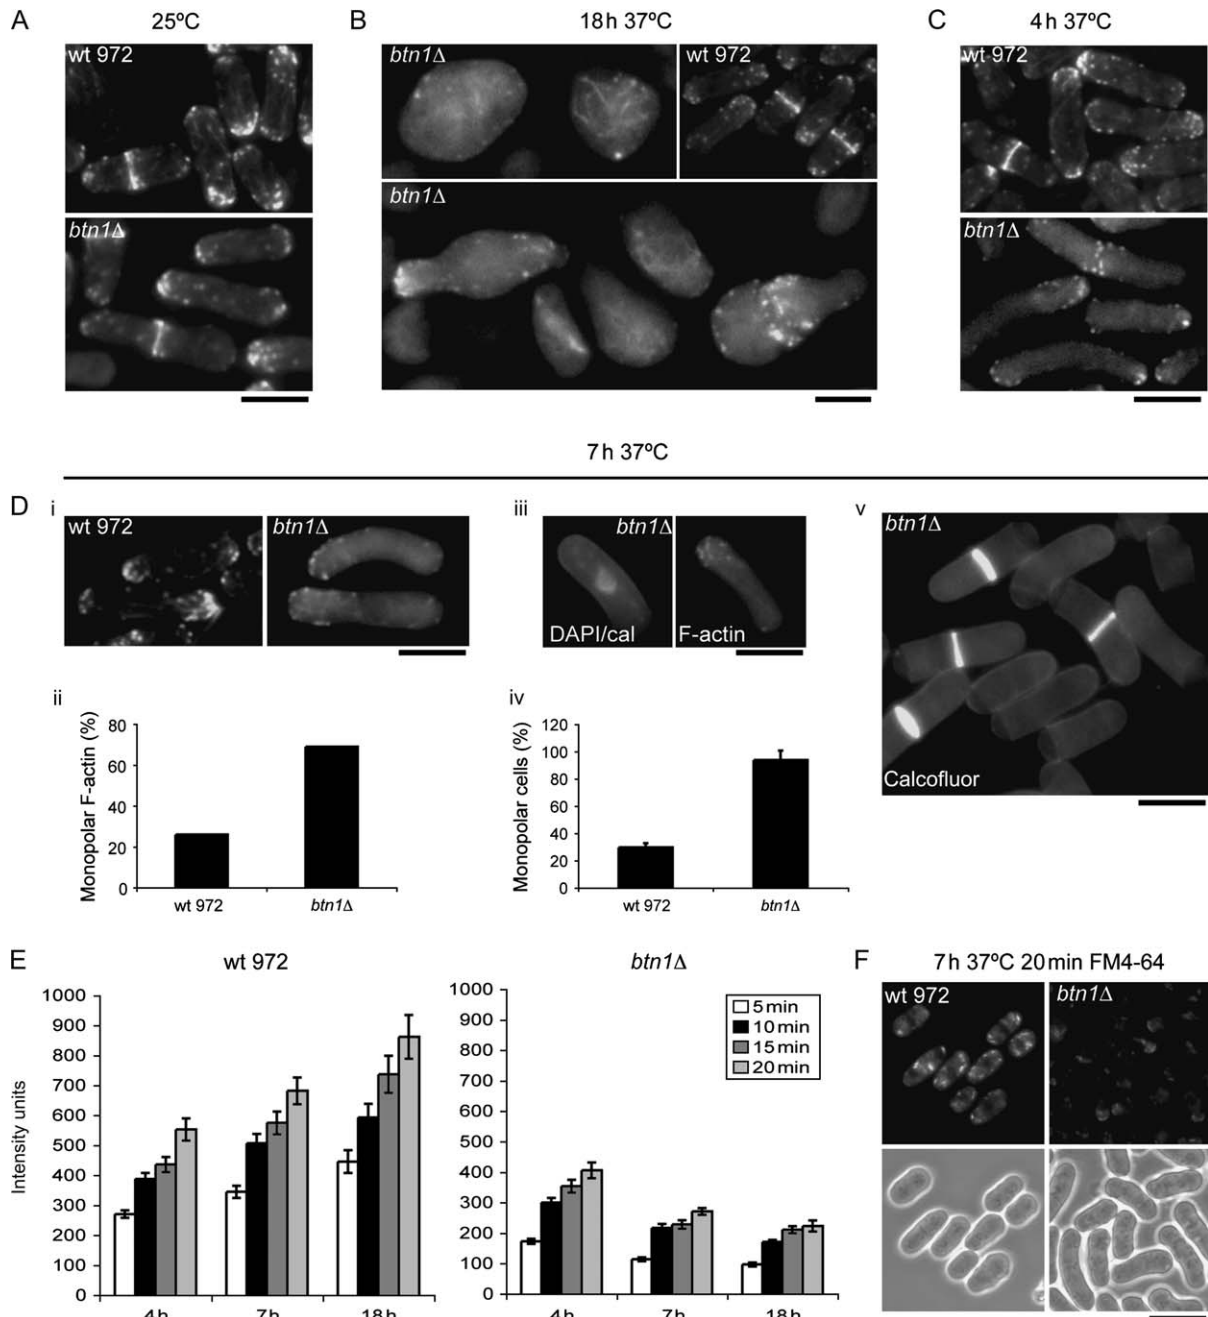 A
25ºC
wt 972
btn1Δ
B
18h 37ºC
btn1Δ
wt 972
btn1Δ
C
4h 37ºC
wt 972
btn1Δ
7h 37ºC
D
i
wt 972
btn1Δ
iii
btn1Δ
DAPI/cal
F-actin
v
btn1Δ
Calcofluor
ii
Monopolar F-actin (%)
80
60
40
20
0
wt 972
btn1Δ
iv
Monopolar cells (%)
120
100
80
60
40
20
0
wt 972
btn1Δ
E
wt 972
Intensity units
1000
900
800
700
600
500
400
300
200
100
0
4h
7h
18h
btn1Δ
1000
900
800
700
600
500
400
300
200
100
0
5 min
10 min
15 min
20 min
4h
7h
18h
F
7h 37ºC 20min FM4-64
wt 972
btn1Δ